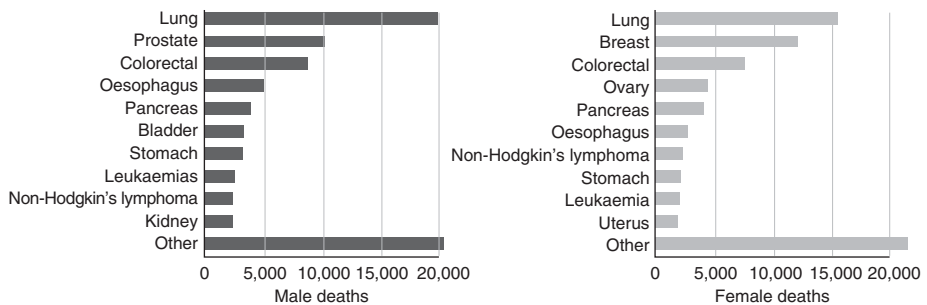 Lung
Prostate
Colorectal
Oesophagus
Pancreas
Bladder
Stomach
Leukaemias
Non-Hodgkin's lymphoma
Kidney
Other
0 5,000 10,000 15,000 20,000
Male deaths
Lung
Breast
Colorectal
Ovary
Pancreas
Oesophagus
Non-Hodgkin's lymphoma
Stomach
Leukaemia
Uterus
Other
0 5,000 10,000 15,000 20,000
Female deaths